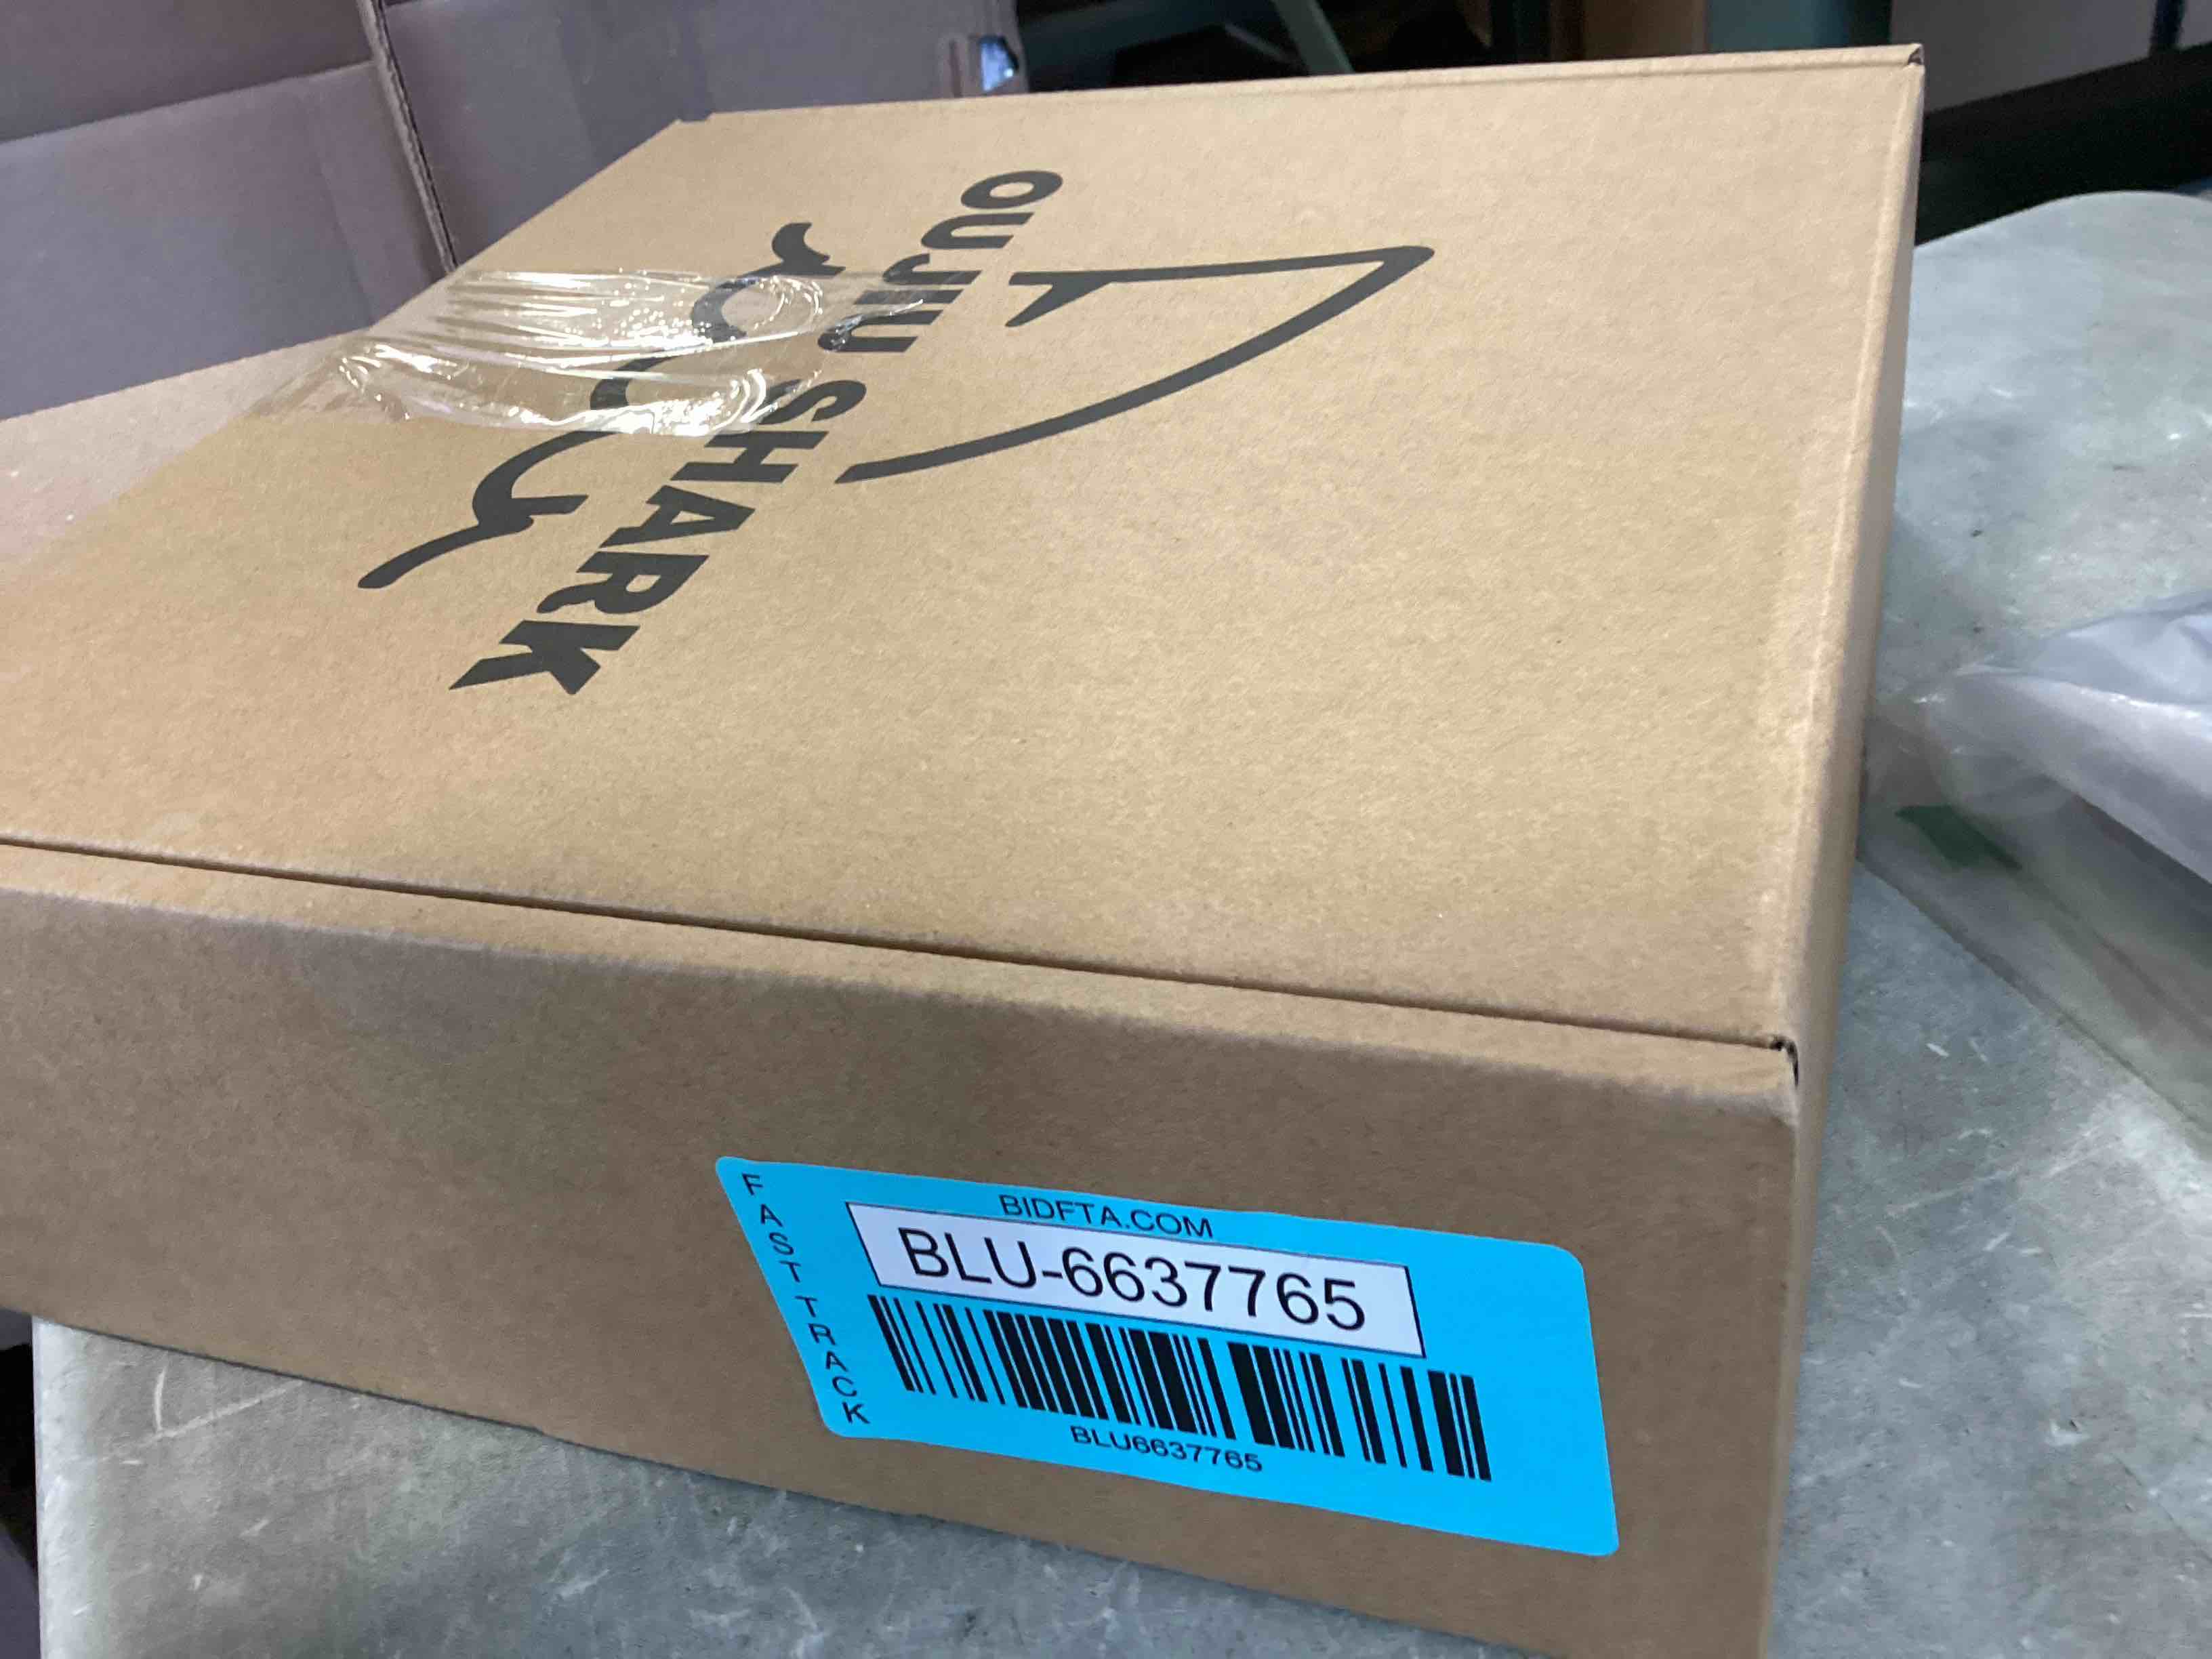 OUJIU SHARK
FAST TRACK
BIDFTA.COM
BLU-6637765
BLU6637765